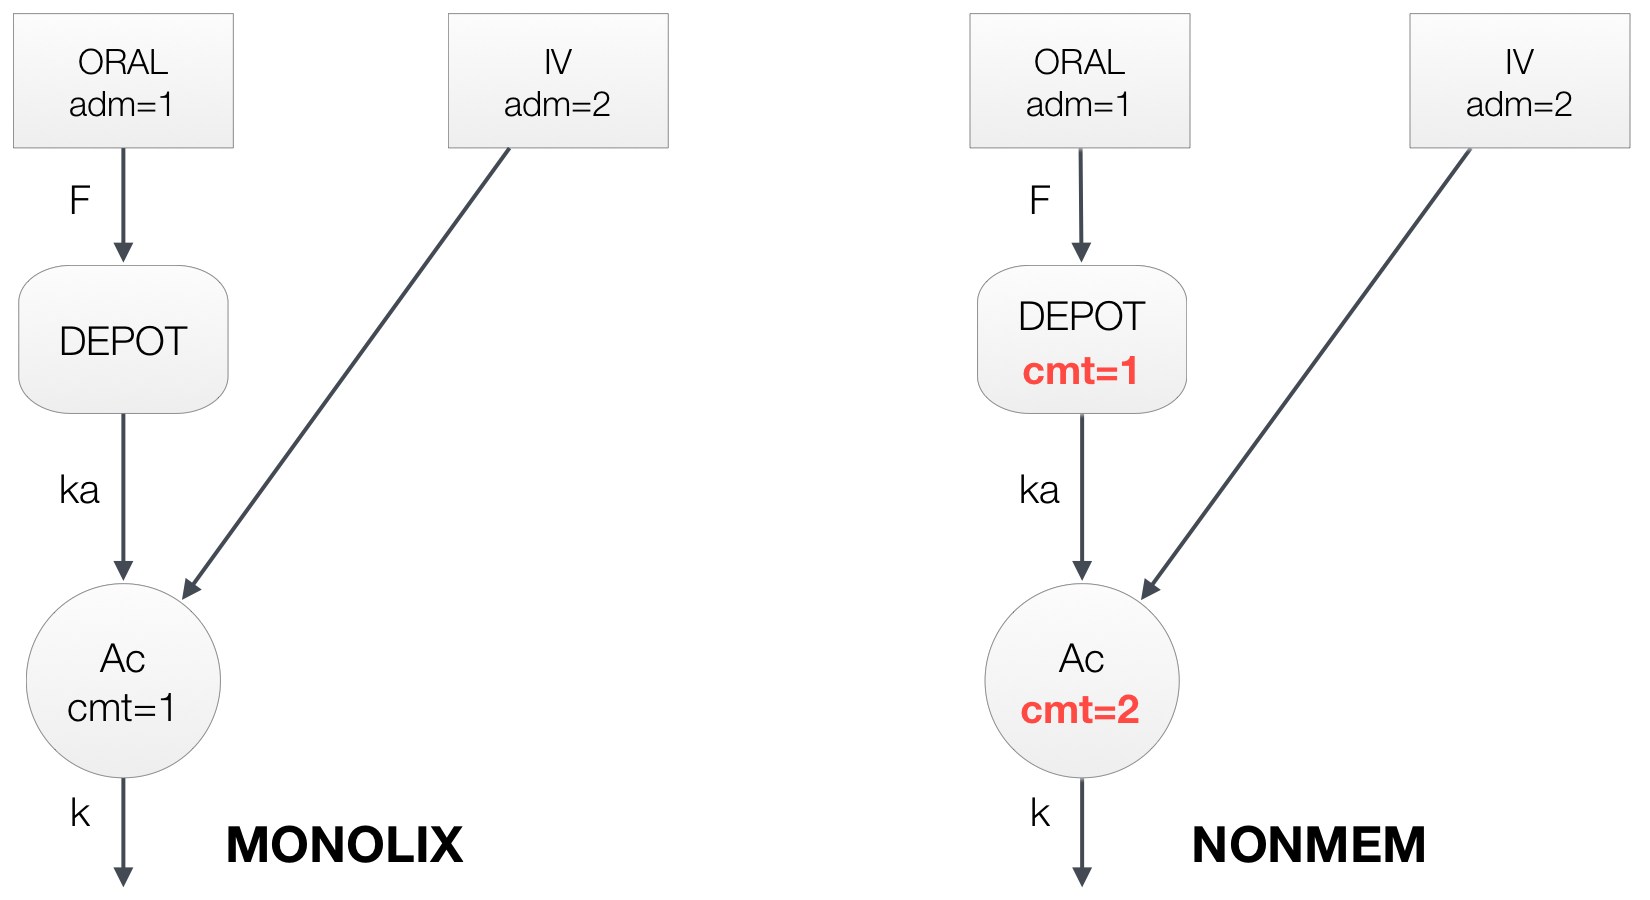 ORAL
adm=1
IV
adm=2
F
DEPOT
ka
Ac
cmt=1
k
MONOLIX
ORAL
adm=1
IV
adm=2
F
DEPOT
cmt=1
ka
Ac
cmt=2
k
NONMEM